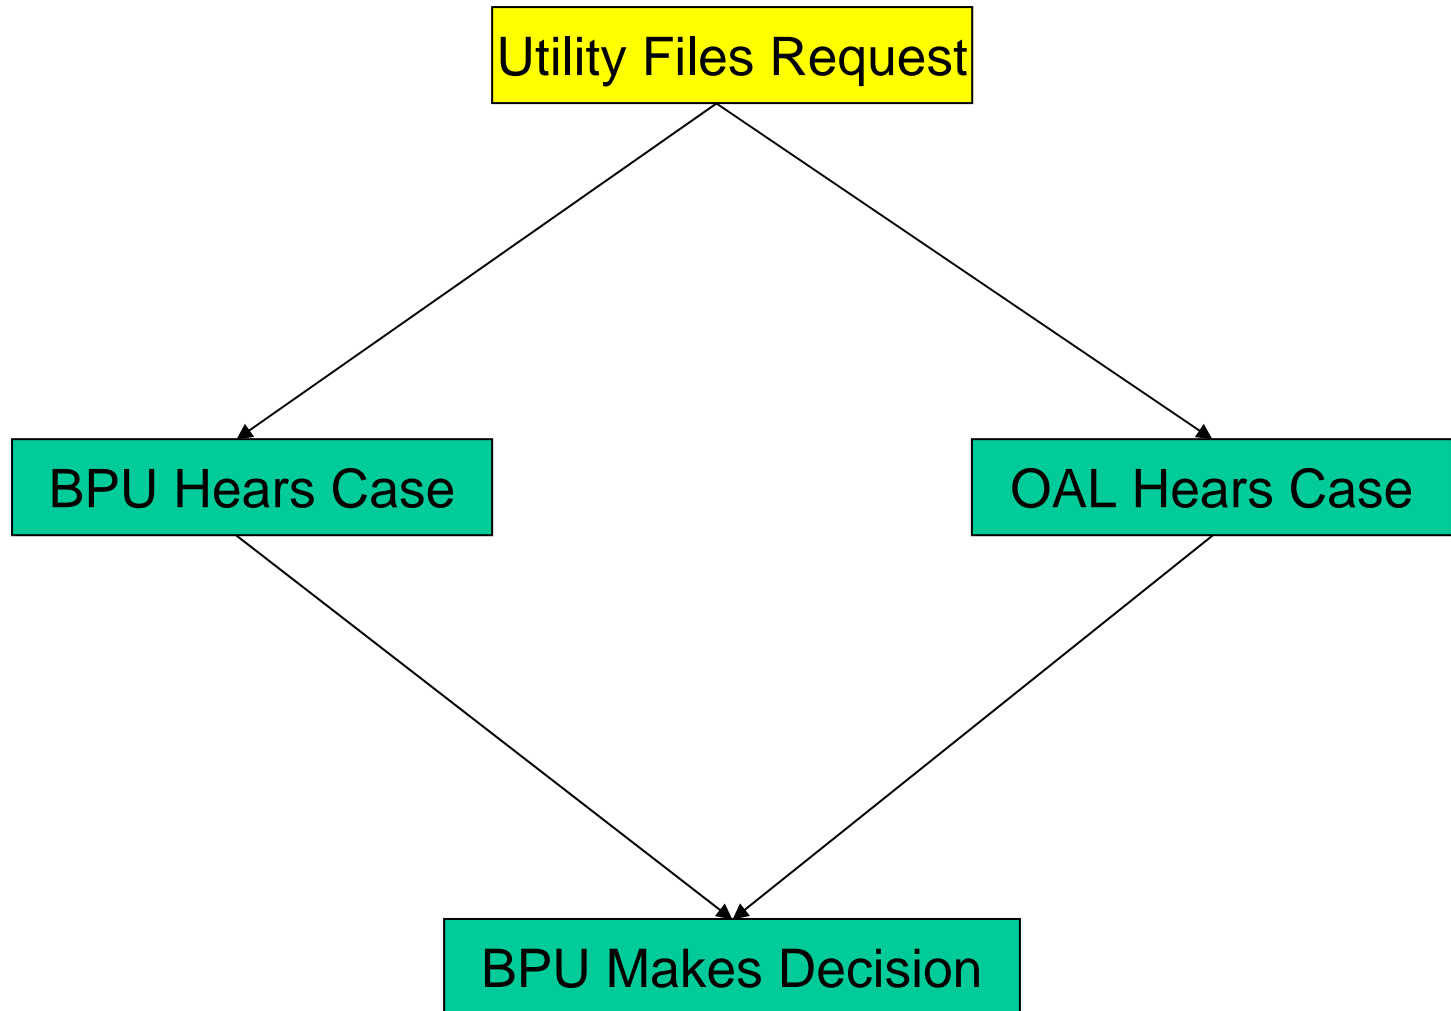 Utility Files Request
BPU Hears Case
OAL Hears Case
BPU Makes Decision